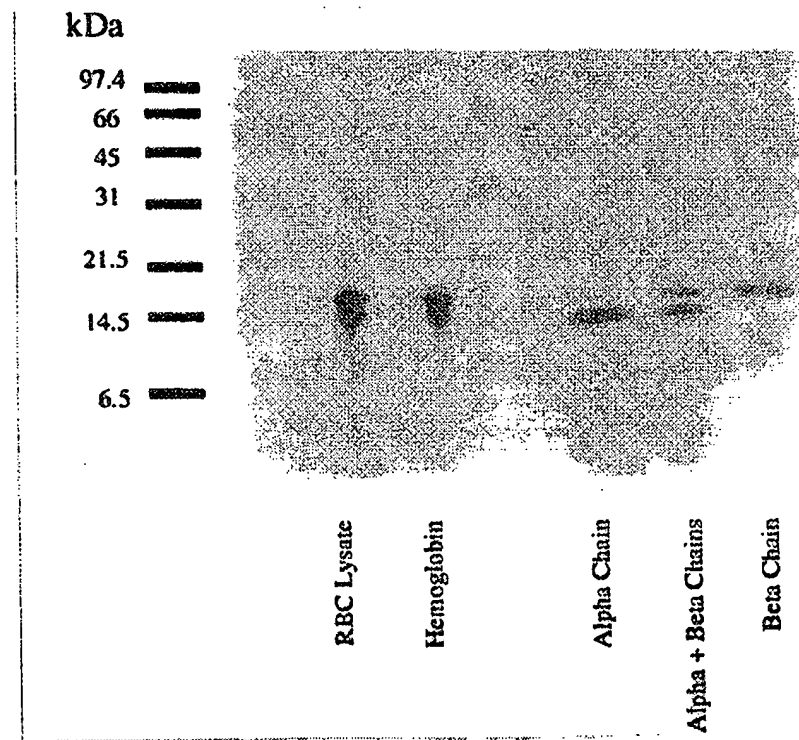 kDa
97.4
66
45
31
21.5
14.5
6.5
RBC Lysate
Hemoglobin
Alpha Chain
Alpha + Beta Chains
Beta Chain